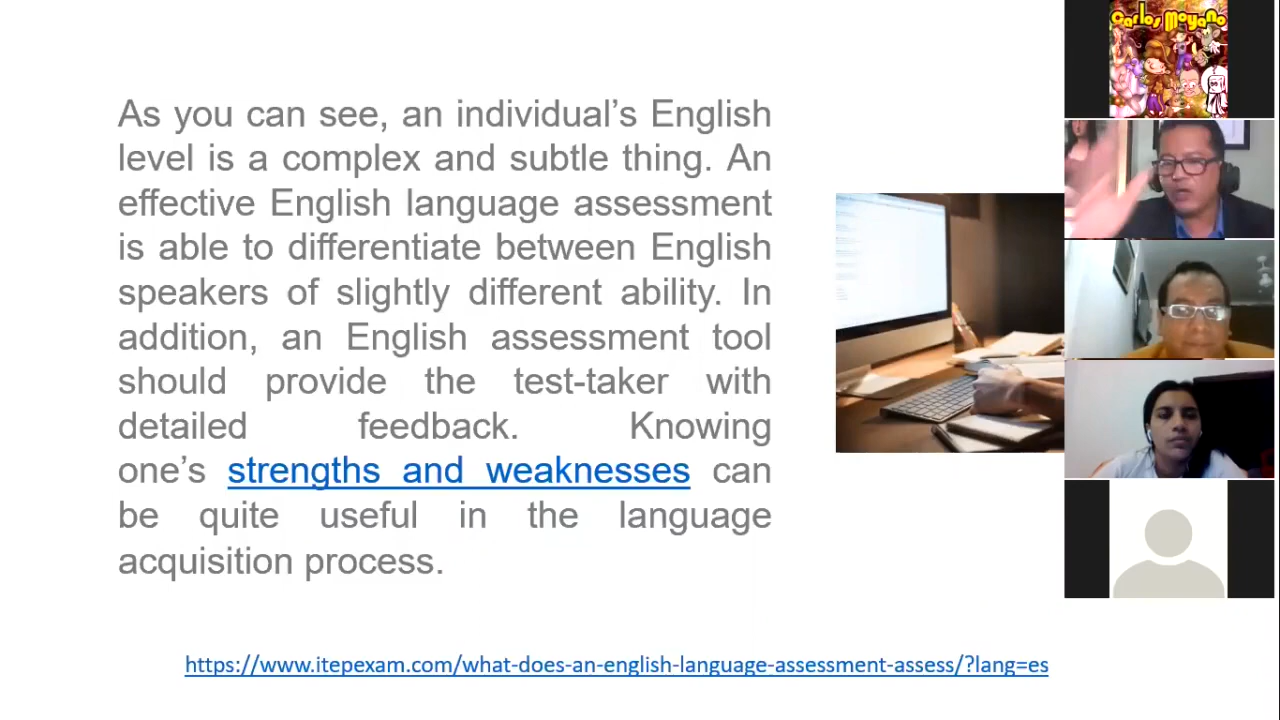 As you can see, an individual’s English
level is a complex and subtle thing. An
effective English language assessment
is able to differentiate between English
speakers of slightly different ability. In
addition, an English assessment tool
should provide the test-taker with
detailed feedback. Knowing
one’s strengths and weaknesses can
be quite useful in the language
acquisition process.
https://www.itepexam.com/what-does-an-english-language-assessment-assess/?lang=es
Carlos Moyano